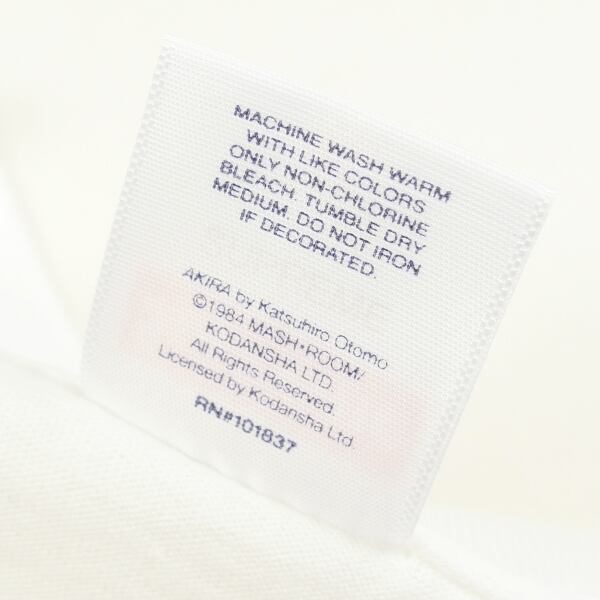 MACHINE WASH WARM
WITH LIKE COLORS
ONLY NON-CHLORINE
BLEACH. TUMBLE DRY
MEDIUM. DO NOT IRON
IF DECORATED.
AKIRA by Katsuhiro Otomo
©1984 MASH•ROOM/
KODANSHA LTD.
All Rights Reserved.
Licensed by Kodansha Ltd.
RN#101837